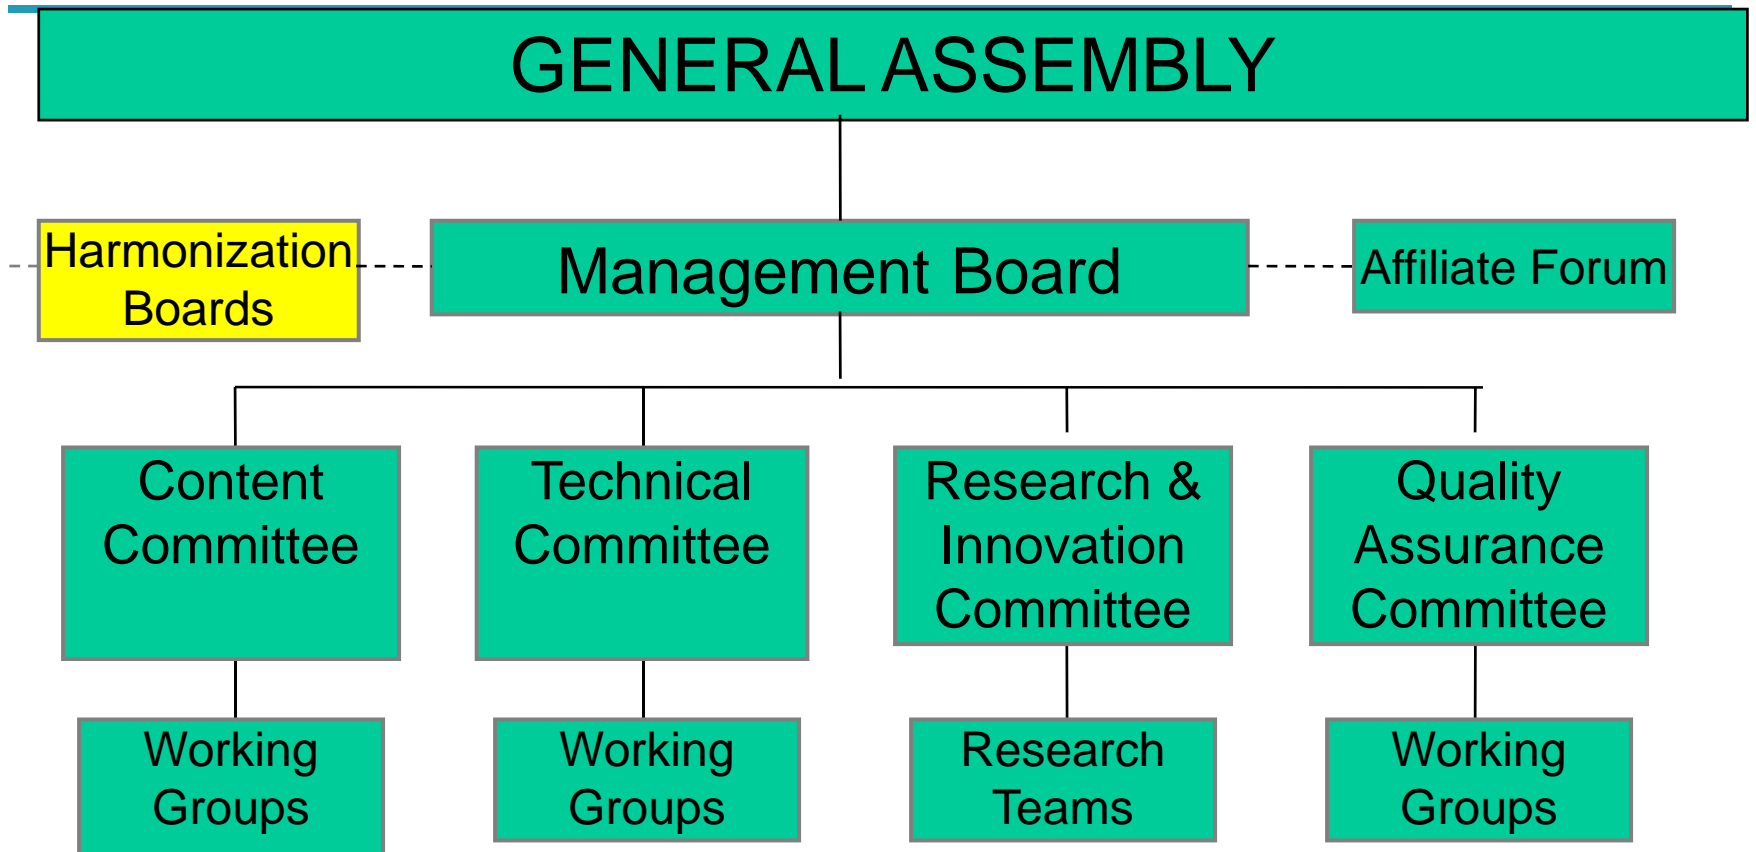 GENERAL ASSEMBLY
Harmonization
Boards
Management Board
Affiliate Forum
Content
Committee
Technical
Committee
Research &
Innovation
Committee
Quality
Assurance
Committee
Working
Groups
Working
Groups
Research
Teams
Working
Groups